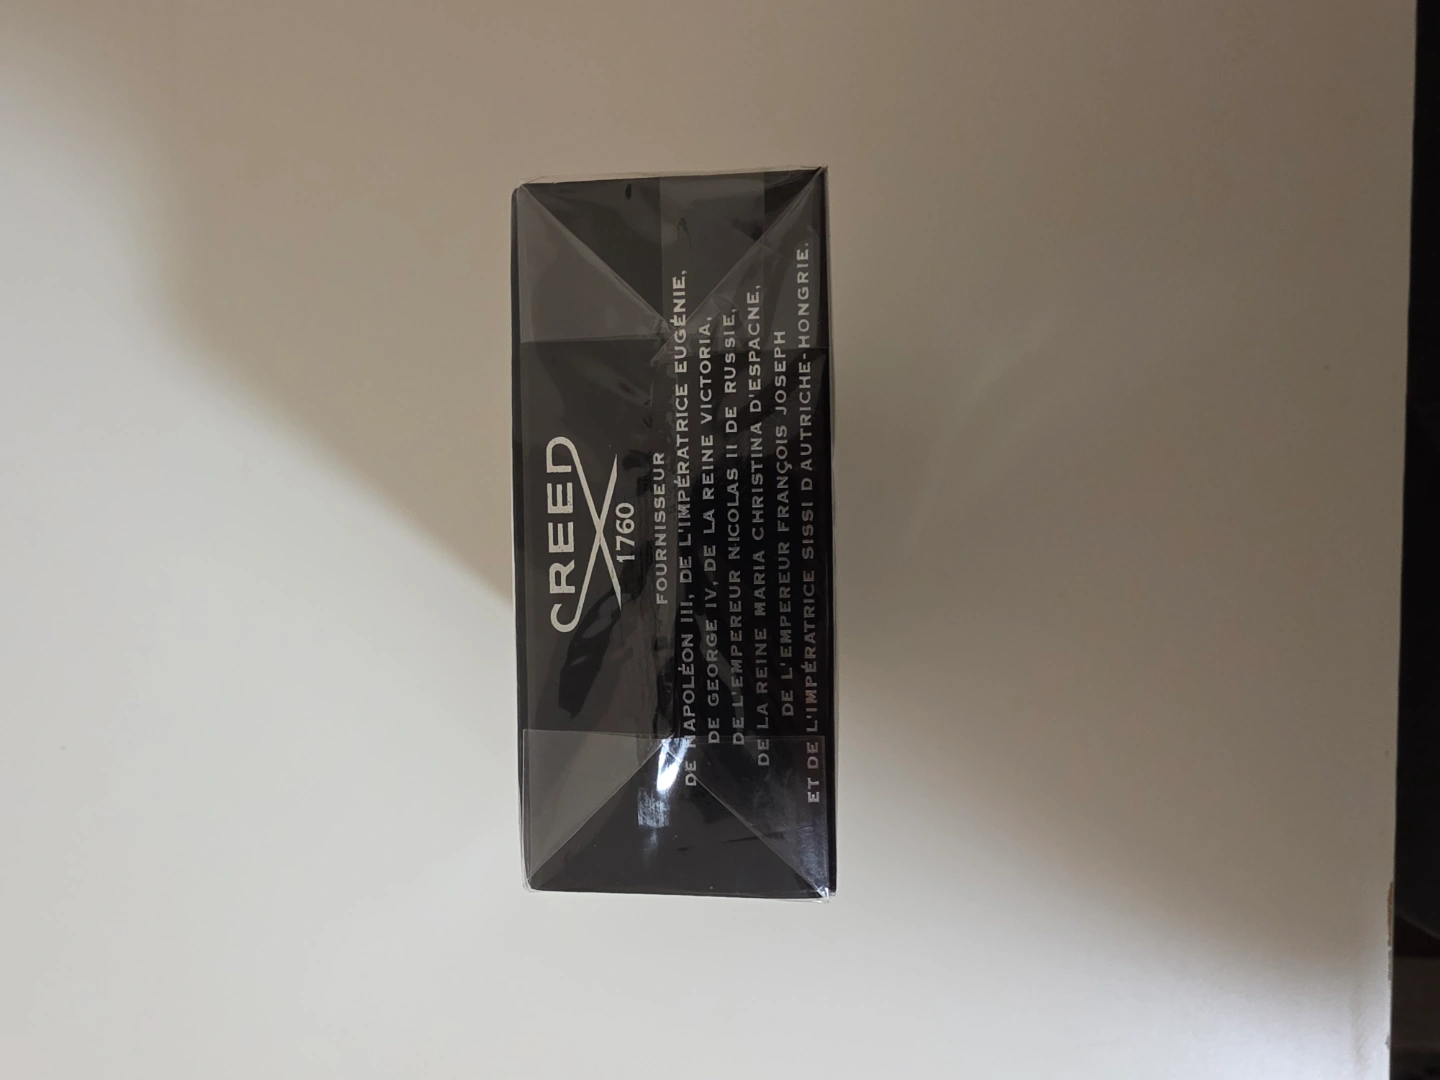 CREED
1760
FOURNISSEUR
DE NAPOLÉON III, DE L'IMPÉRATRICE EUGÉNIE,
DE GEORGE IV, DE LA REINE VICTORIA,
DE L'EMPEREUR NICOLAS II DE RUSSIE,
DE LA REINE MARIA CHRISTINA D'ESPAGNE,
DE L'EMPEREUR FRANÇOIS JOSEPH
ET DE L'IMPÉRATRICE SISSI D'AUTRICHE-HONGRIE.